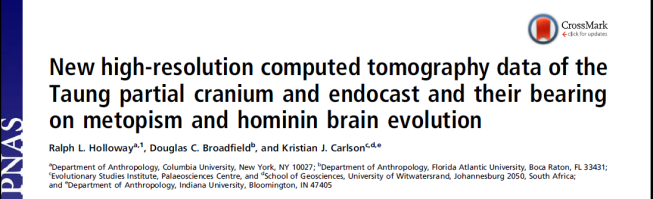 CrossMark
click for updates
New high-resolution computed tomography data of the
Taung partial cranium and endocast and their bearing
on metopism and hominin brain evolution
Ralph L. Holloway^a,1, Douglas C. Broadfield^b, and Kristian J. Carlson^c,d,e
^aDepartment of Anthropology, Columbia University, New York, NY 10027; ^bDepartment of Anthropology, Florida Atlantic University, Boca Raton, FL 33431;
^cEvolutionary Studies Institute, Palaeosciences Centre, and ^dSchool of Geosciences, University of Witwatersrand, Johannesburg 2050, South Africa;
and ^eDepartment of Anthropology, Indiana University, Bloomington, IN 47405
PNAS